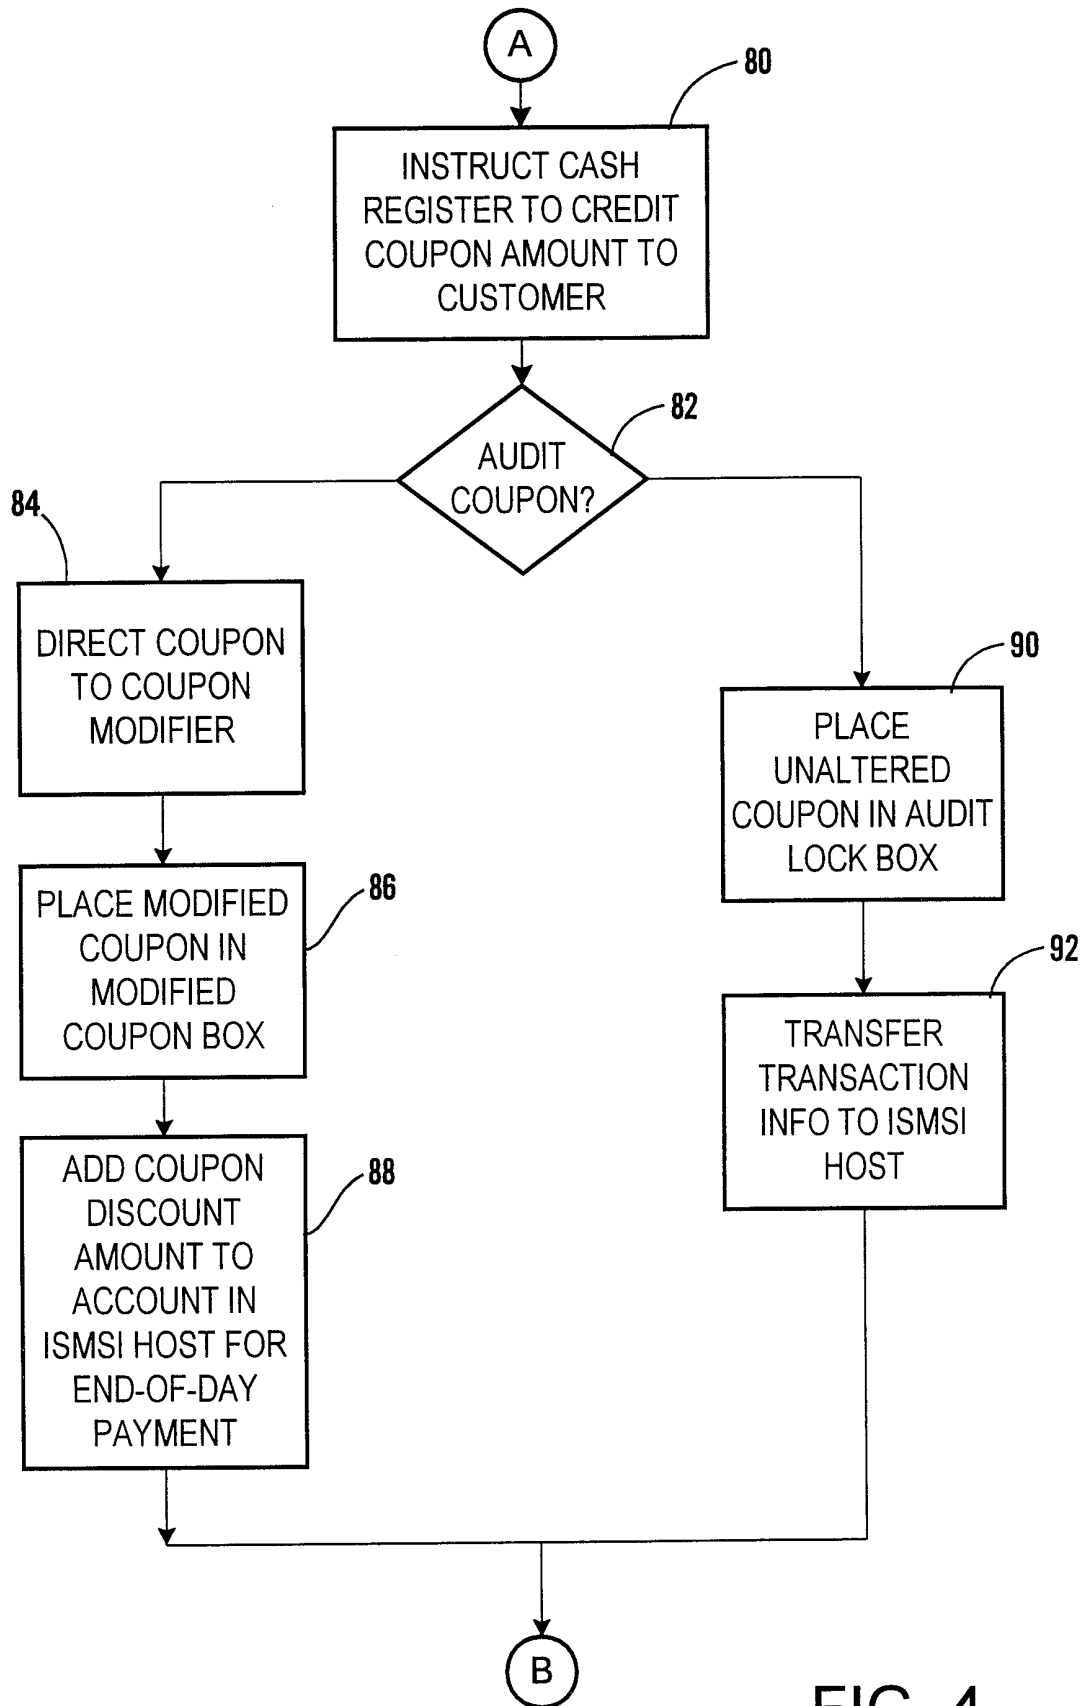 A
80
INSTRUCT CASH
REGISTER TO CREDIT
COUPON AMOUNT TO
CUSTOMER
82
AUDIT
COUPON?
84
DIRECT COUPON
TO COUPON
MODIFIER
90
PLACE
UNALTERED
COUPON IN AUDIT
LOCK BOX
86
PLACE MODIFIED
COUPON IN
MODIFIED
COUPON BOX
92
TRANSFER
TRANSACTION
INFO TO ISMSI
HOST
88
ADD COUPON
DISCOUNT
AMOUNT TO
ACCOUNT IN
ISMSI HOST FOR
END-OF-DAY
PAYMENT
B
FIG. 4